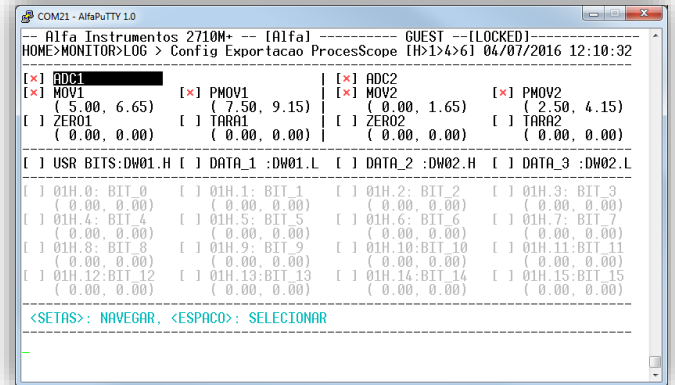 COM21 - AlfaPuTTY 1.0
-- Alfa Instrumentos 2710M+ -- [Alfa] ---------- GUEST --[LOCKED]-------------
HOME>MONITOR>LOG > Config Exportacao ProcesScope [H>1>4>6] 04/07/2016 12:10:32
[×] ADC1 | [×] ADC2
[×] MOV1 [×] PMOV1 | [×] MOV2 [×] PMOV2
( 5.00, 6.65) ( 7.50, 9.15) | ( 0.00, 1.65) ( 2.50, 4.15)
[ ] ZERO1 [ ] TARA1 | [ ] ZERO2 [ ] TARA2
( 0.00, 0.00) ( 0.00, 0.00) | ( 0.00, 0.00) ( 0.00, 0.00)
[ ] USR BITS:DW01.H [ ] DATA_1 :DW01.L [ ] DATA_2 :DW02.H [ ] DATA_3 :DW02.L
[ ] 01H.0: BIT_0 [ ] 01H.1: BIT_1 [ ] 01H.2: BIT_2 [ ] 01H.3: BIT_3
( 0.00, 0.00) ( 0.00, 0.00) ( 0.00, 0.00) ( 0.00, 0.00)
[ ] 01H.4: BIT_4 [ ] 01H.5: BIT_5 [ ] 01H.6: BIT_6 [ ] 01H.7: BIT_7
( 0.00, 0.00) ( 0.00, 0.00) ( 0.00, 0.00) ( 0.00, 0.00)
[ ] 01H.8: BIT_8 [ ] 01H.9: BIT_9 [ ] 01H.10:BIT_10 [ ] 01H.11:BIT_11
( 0.00, 0.00) ( 0.00, 0.00) ( 0.00, 0.00) ( 0.00, 0.00)
[ ] 01H.12:BIT_12 [ ] 01H.13:BIT_13 [ ] 01H.14:BIT_14 [ ] 01H.15:BIT_15
( 0.00, 0.00) ( 0.00, 0.00) ( 0.00, 0.00) ( 0.00, 0.00)
<SETAS>: NAVEGAR, <ESPACO>: SELECIONAR